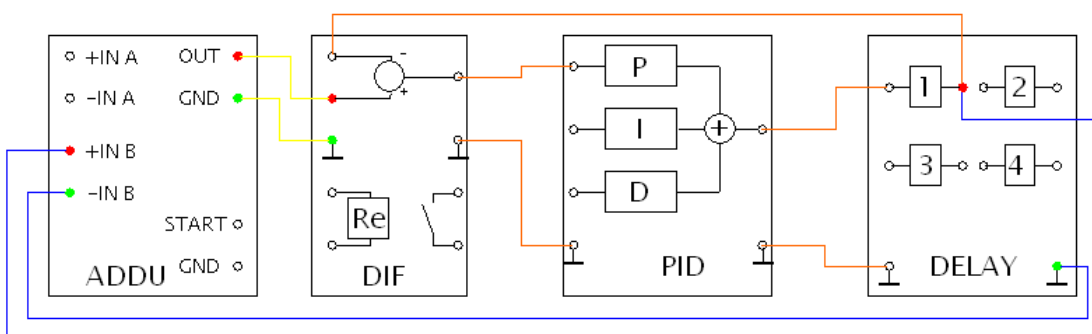 +IN A
OUT
-IN A
GND
+IN B
-IN B
START
GND
ADDU
-
+
Re
DIF
P
I
+
D
PID
1
2
3
4
DELAY